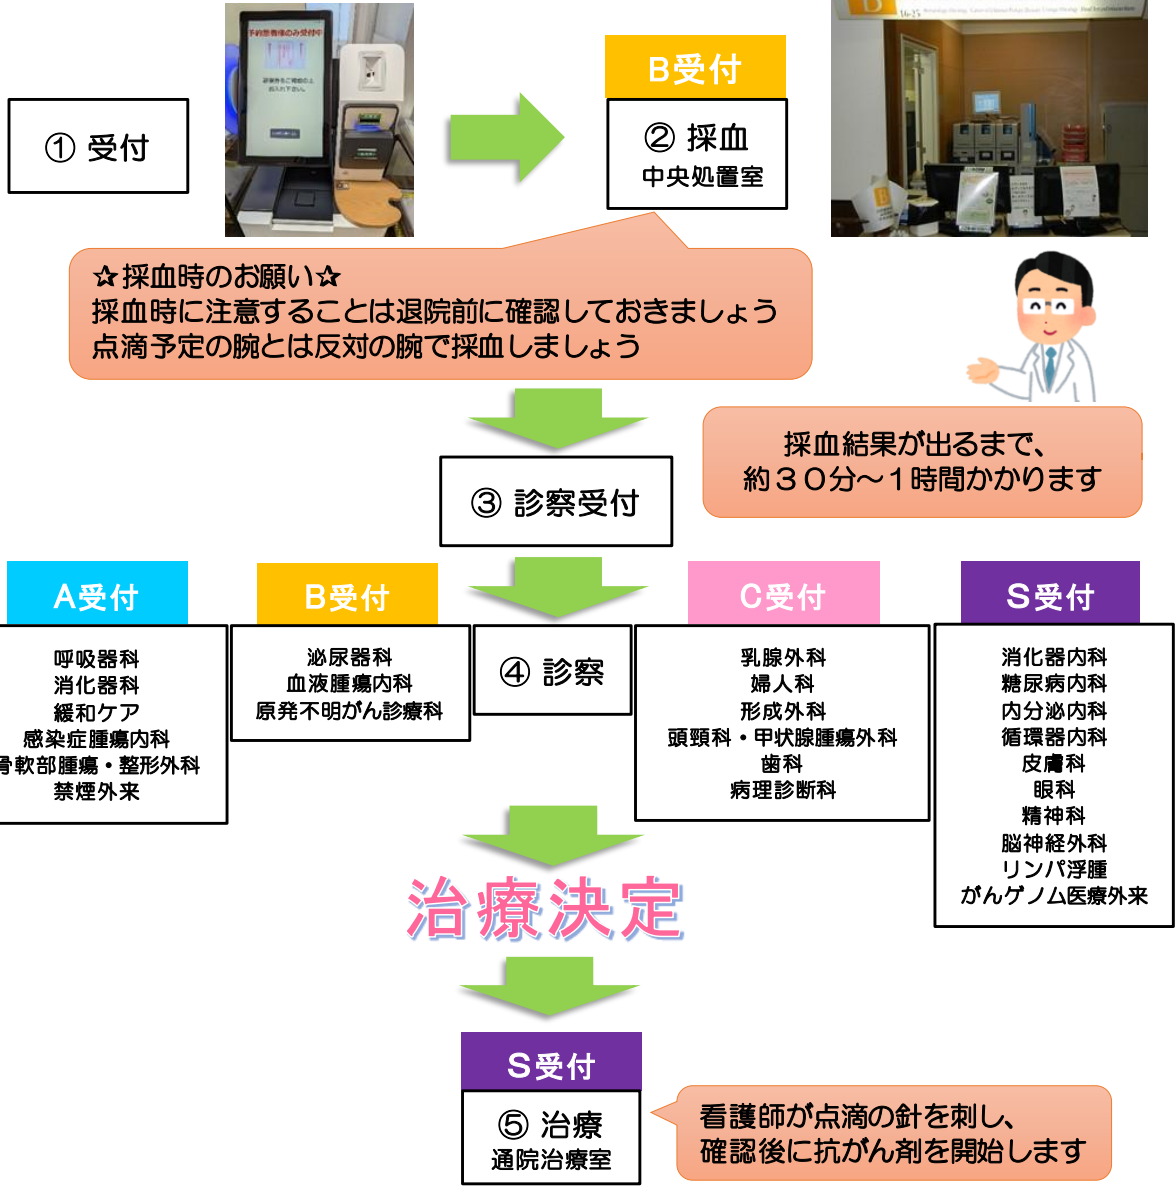 ① 受付
予約患者様のみ受付中
B受付
② 採血
中央処置室
B
16-25
☆採血時のお願い☆
採血時に注意することは退院前に確認しておきましょう
点滴予定の腕とは反対の腕で採血しましょう
採血結果が出るまで、
約３０分～１時間かかります
③ 診察受付
A受付
呼吸器科
消化器科
緩和ケア
感染症腫瘍内科
骨軟部腫瘍・整形外科
禁煙外来
B受付
泌尿器科
血液腫瘍内科
原発不明がん診療科
④ 診察
C受付
乳腺外科
婦人科
形成外科
頭頸科・甲状腺腫瘍外科
歯科
病理診断科
S受付
消化器内科
糖尿病内科
内分泌内科
循環器内科
皮膚科
眼科
精神科
脳神経外科
リンパ浮腫
がんゲノム医療外来
治療決定
S受付
⑤ 治療
通院治療室
看護師が点滴の針を刺し、
確認後に抗がん剤を開始します